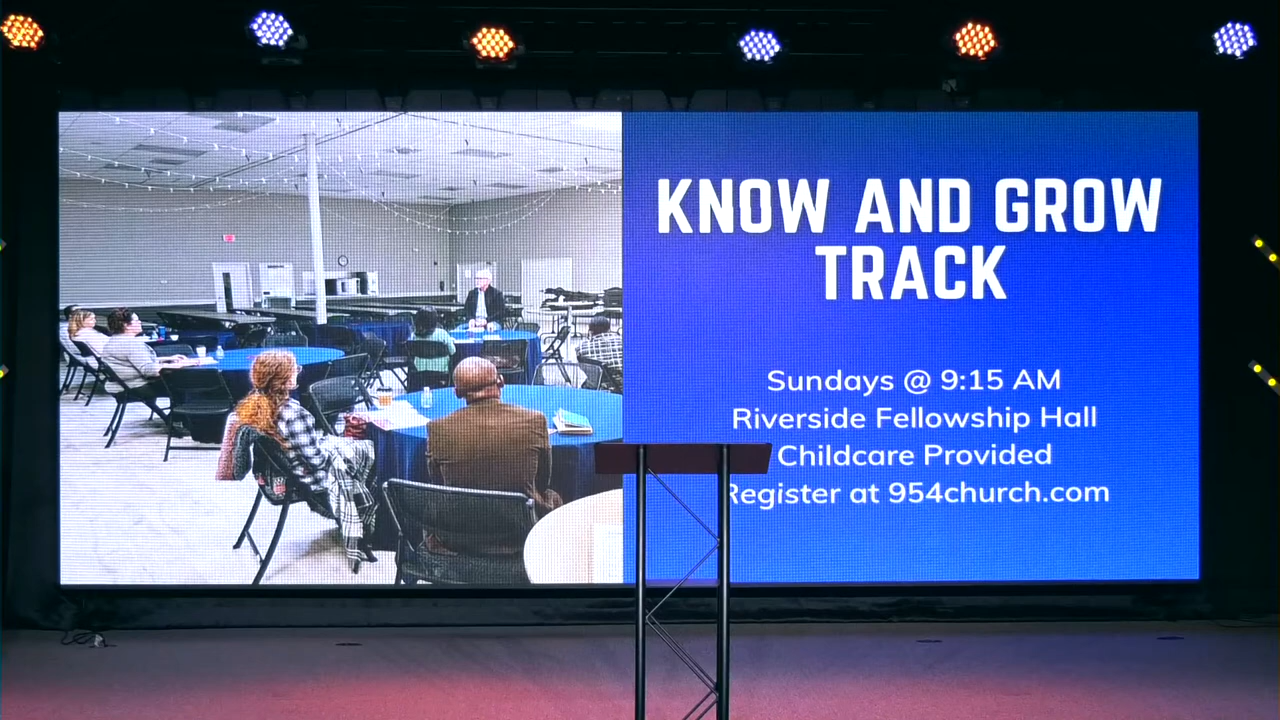 KNOW AND GROW
TRACK
Sundays @ 9:15 AM
Riverside Fellowship Hall
Childcare Provided
Register at 954church.com